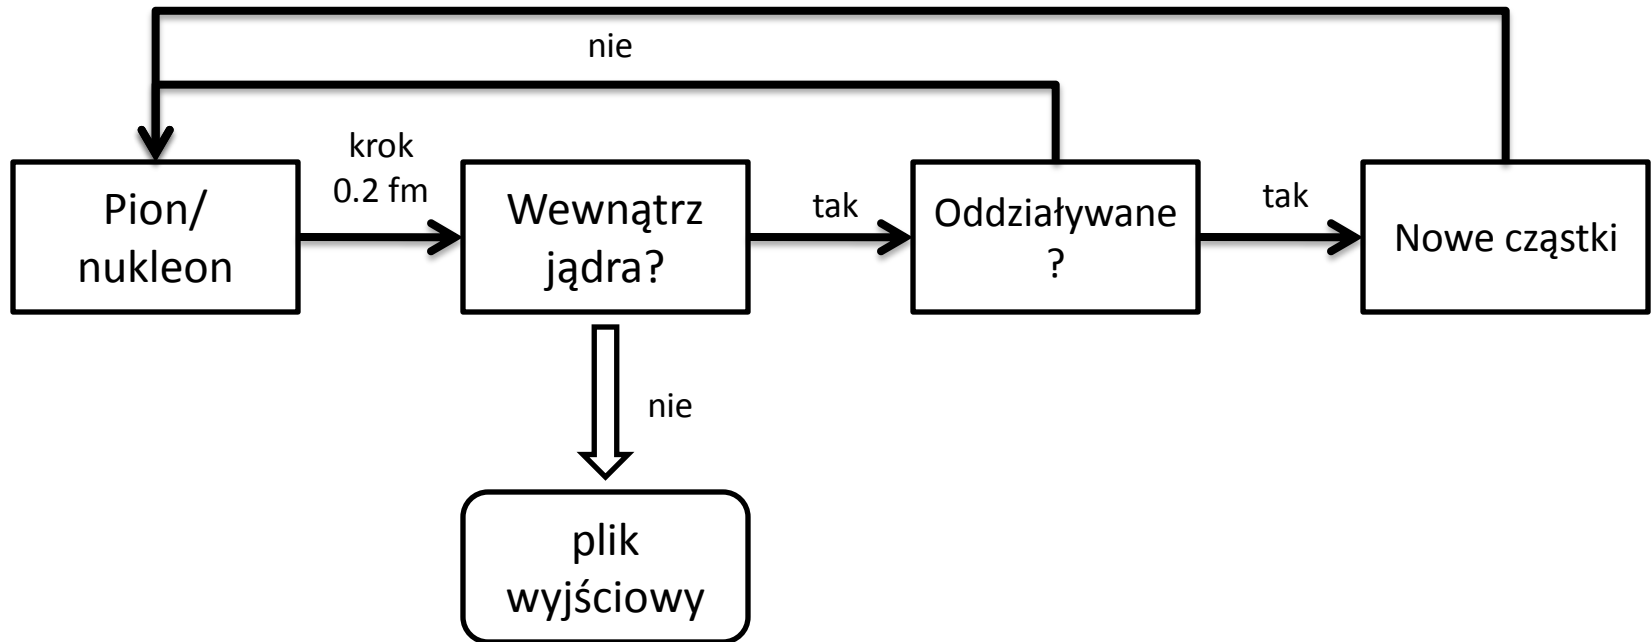 nie
krok
0.2 fm
Pion/
nukleon
Wewnątrz
jądra?
tak
Oddziaływane
?
tak
Nowe cząstki
nie
plik
wyjściowy